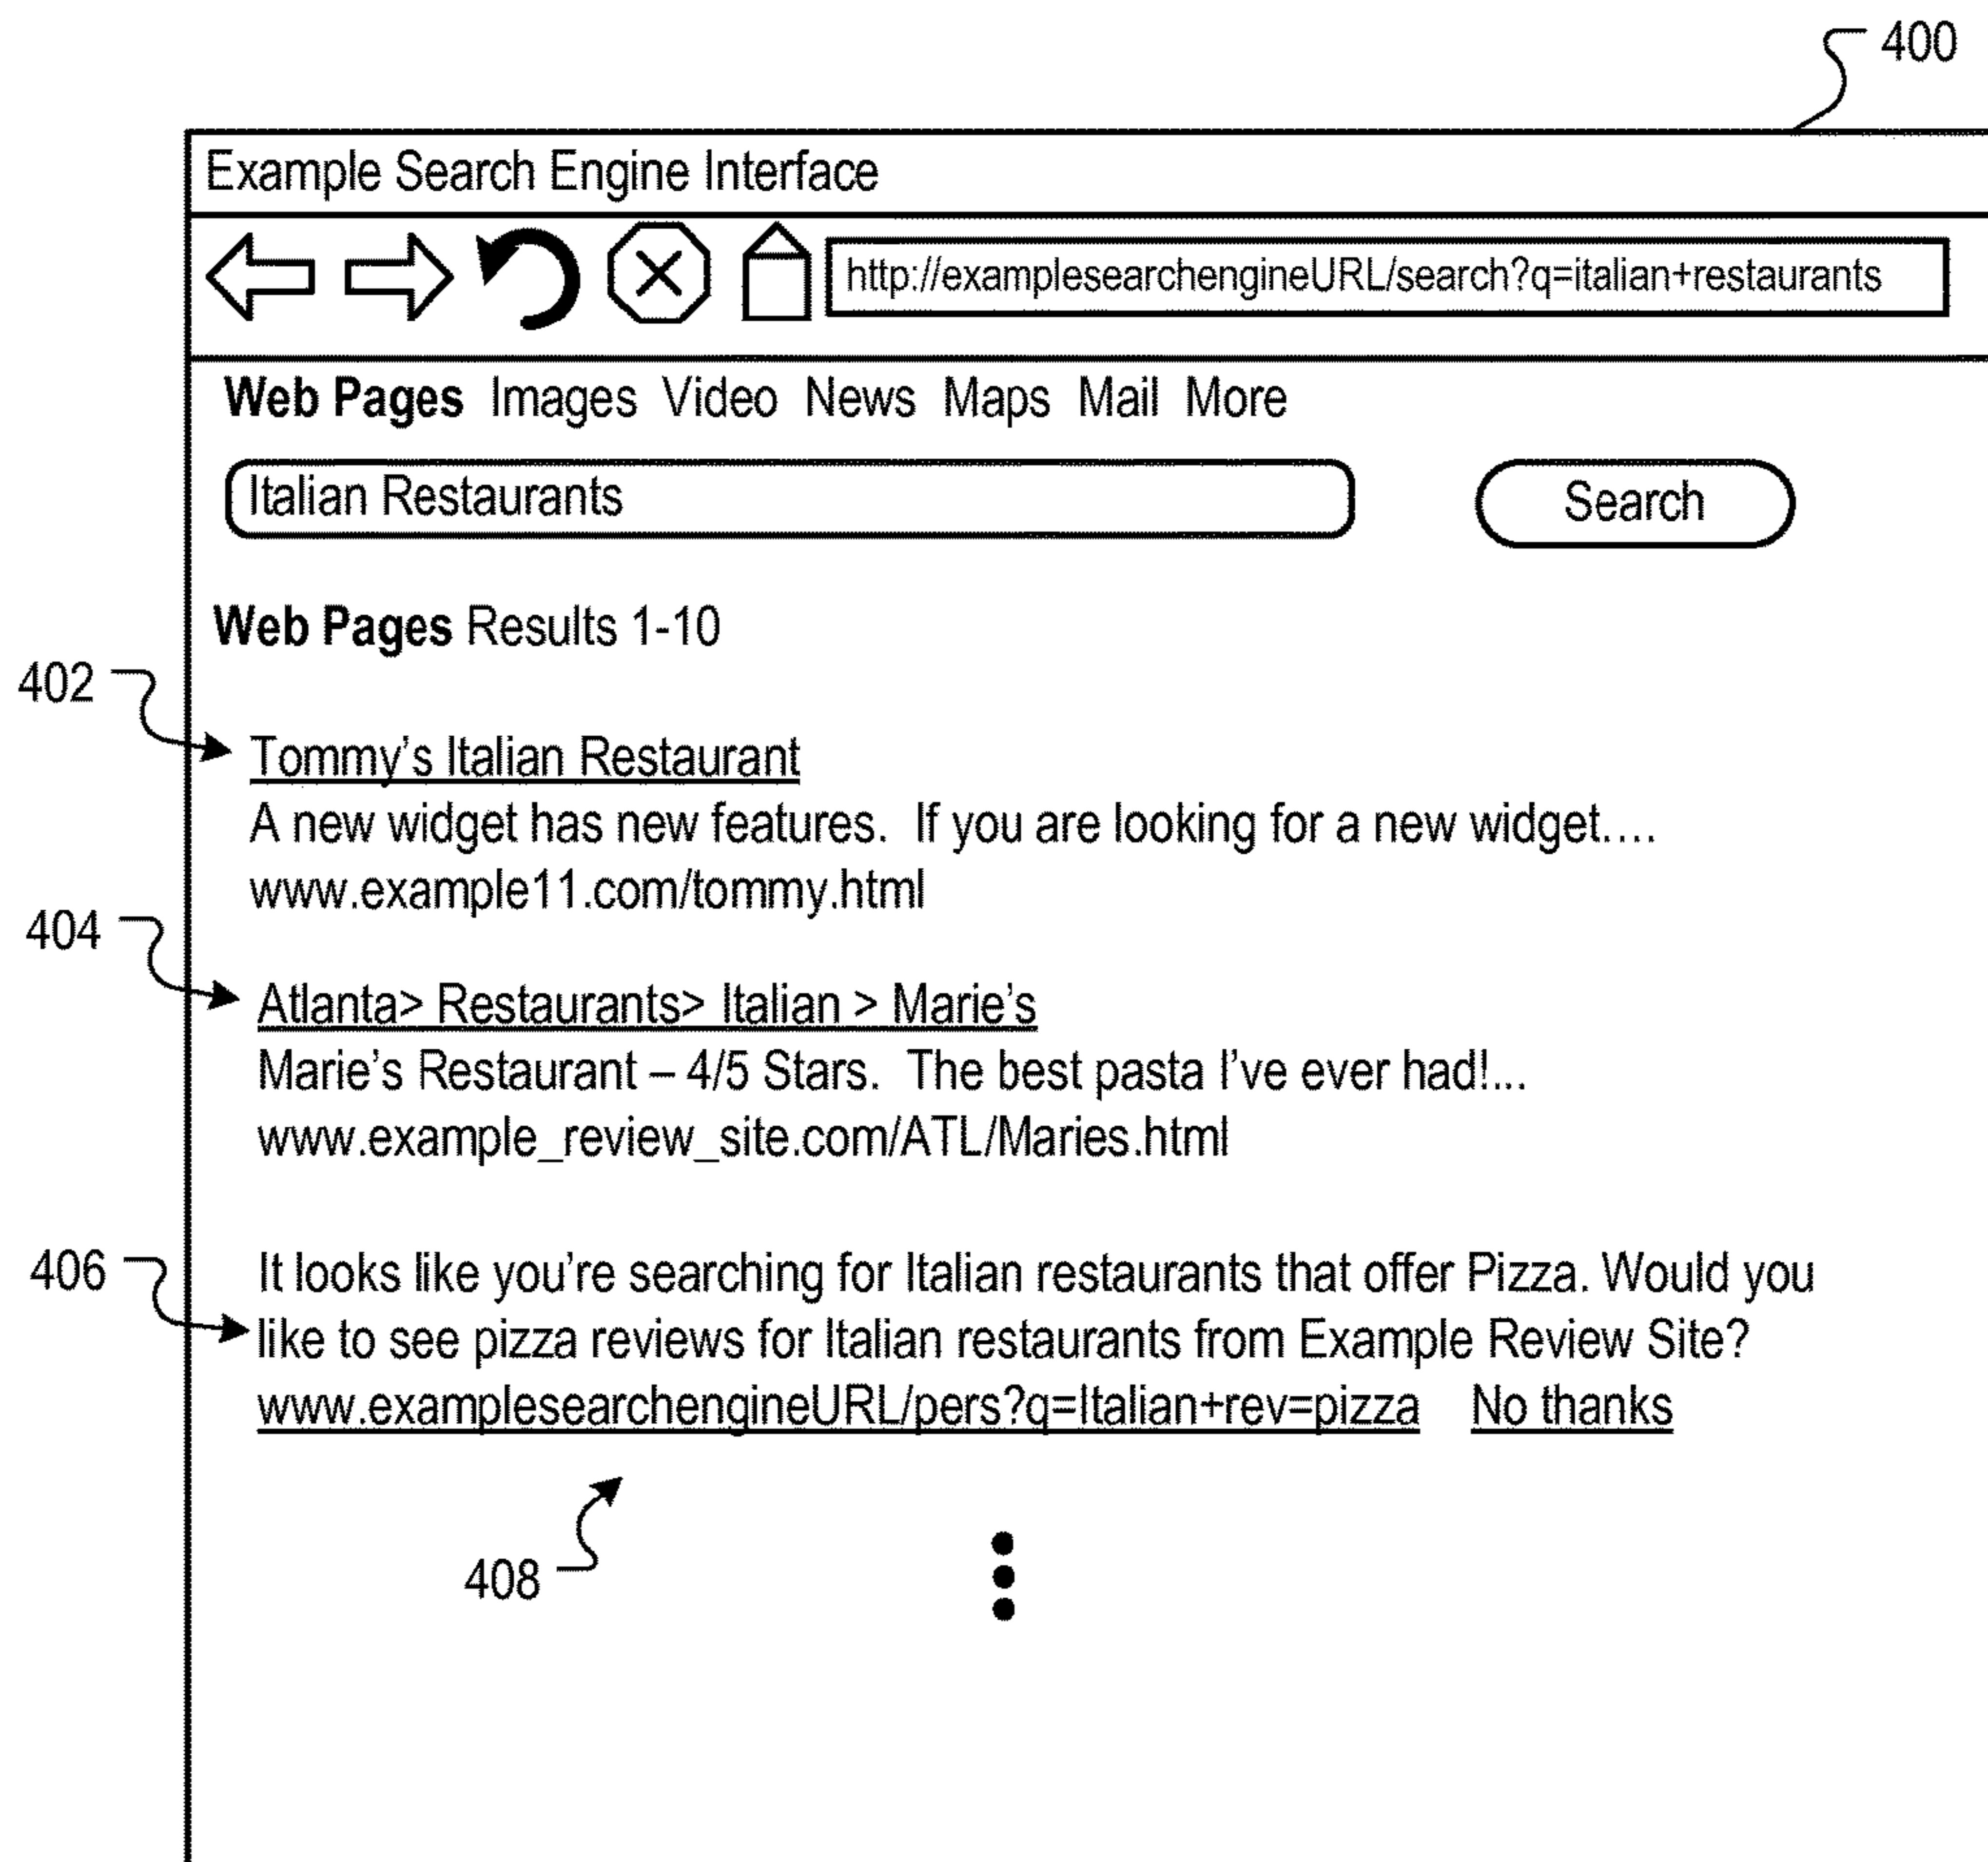 400
Example Search Engine Interface
http://examplesearchengineURL/search?q=italian+restaurants
Web Pages Images Video News Maps Mail More
Italian Restaurants Search
Web Pages Results 1-10
402
Tommy's Italian Restaurant
A new widget has new features. If you are looking for a new widget....
www.example11.com/tommy.html
404
Atlanta> Restaurants> Italian > Marie's
Marie's Restaurant – 4/5 Stars. The best pasta I've ever had!...
www.example_review_site.com/ATL/Maries.html
406
It looks like you're searching for Italian restaurants that offer Pizza. Would you
like to see pizza reviews for Italian restaurants from Example Review Site?
www.examplesearchengineURL/pers?q=Italian+rev=pizza No thanks
408